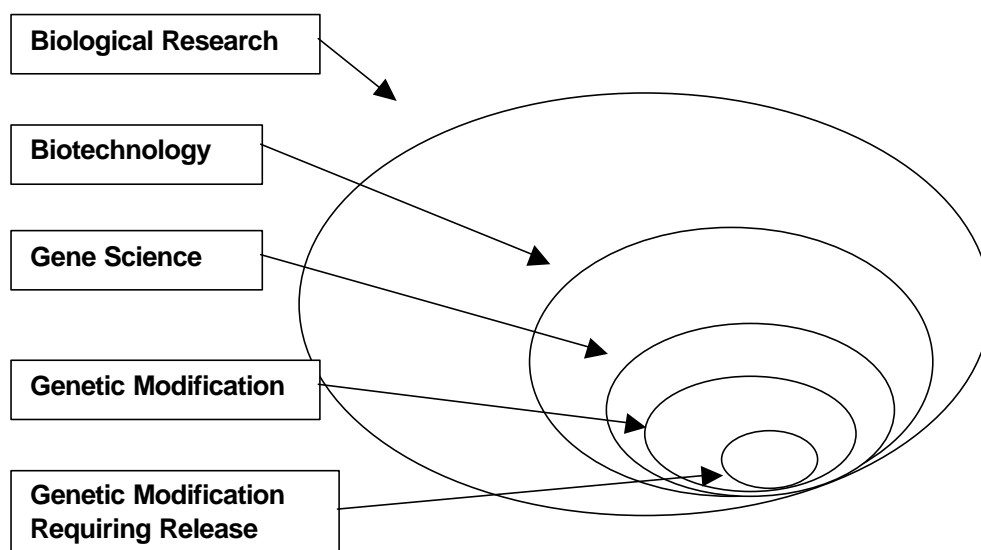 Biological Research
Biotechnology
Gene Science
Genetic Modification
Genetic Modification
Requiring Release